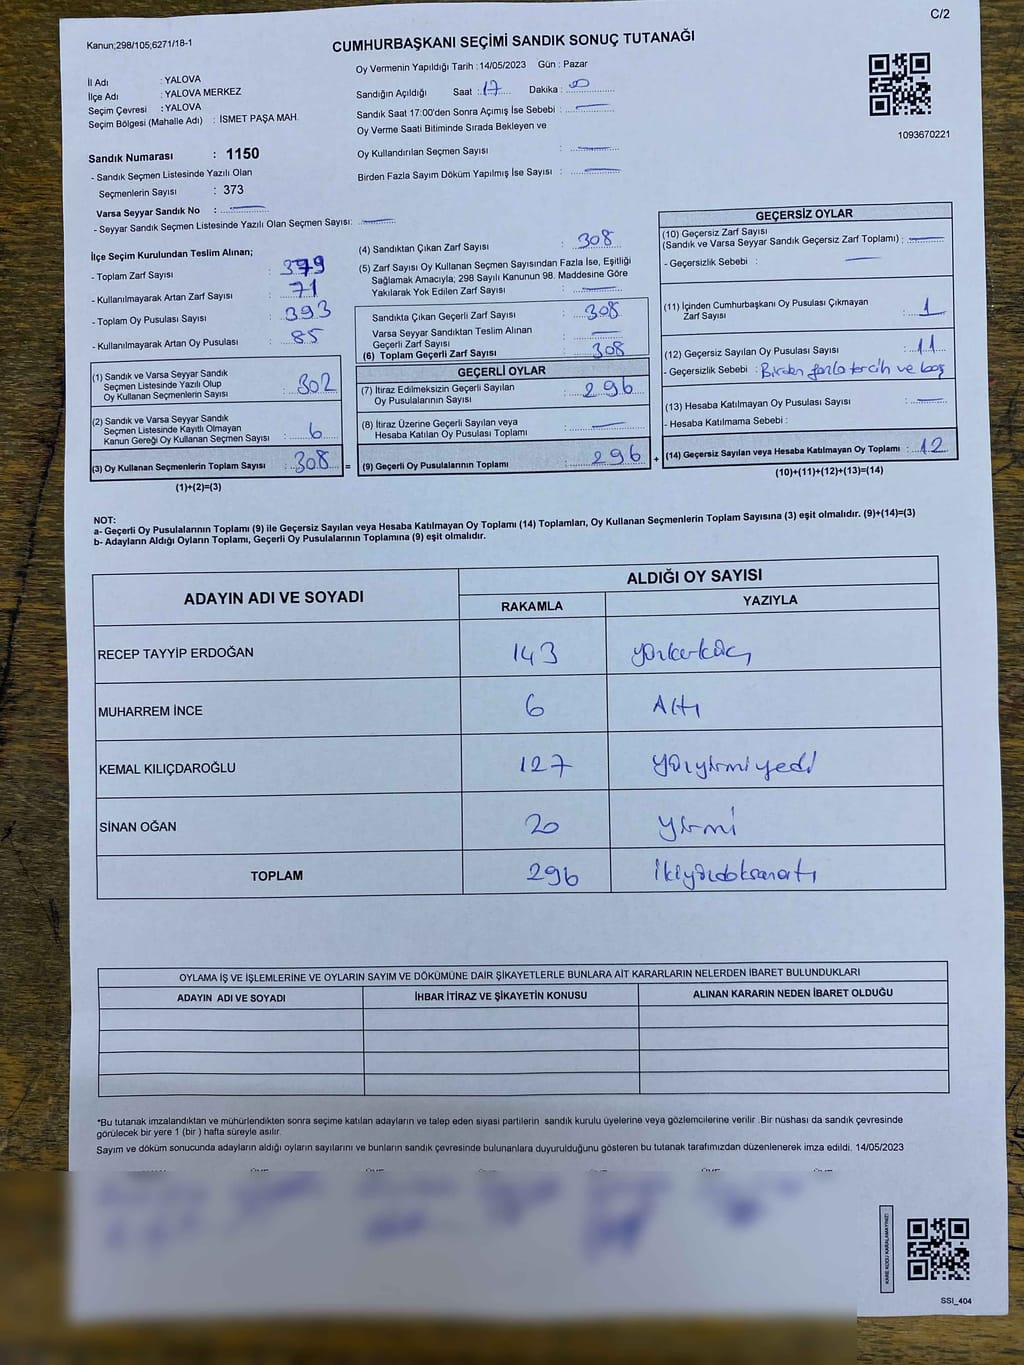 C/2
Kanun;298/105;6271/18-1
CUMHURBAŞKANI SEÇİMİ SANDIK SONUÇ TUTANAĞI
Oy Vermenin Yapıldığı Tarih : 14/05/2023 Gün : Pazar
İl Adı : YALOVA
İlçe Adı : YALOVA MERKEZ
Seçim Çevresi : YALOVA
Seçim Bölgesi (Mahalle Adı) : İSMET PAŞA MAH.
Sandığın Açıldığı Saat : 17 Dakika :
Sandık Saat 17:00'den Sonra Açımış İse Sebebi :
Oy Verme Saati Bitiminde Sırada Bekleyen ve
Oy Kullandırılan Seçmen Sayısı :
Birden Fazla Sayım Döküm Yapılmış İse Sayısı :
1093670221
Sandık Numarası : 1150
- Sandık Seçmen Listesinde Yazılı Olan
Seçmenlerin Sayısı : 373
Varsa Seyyar Sandık No :
- Seyyar Sandık Seçmen Listesinde Yazılı Olan Seçmen Sayısı:
İlçe Seçim Kurulundan Teslim Alınan;
- Toplam Zarf Sayısı : 379
- Kullanılmayarak Artan Zarf Sayısı : 71
- Toplam Oy Pusulası Sayısı : 393
- Kullanılmayarak Artan Oy Pusulası : 85
(1) Sandık ve Varsa Seyyar Sandık
Seçmen Listesinde Yazılı Olup
Oy Kullanan Seçmenlerin Sayısı : 302
(2) Sandık ve Varsa Seyyar Sandık
Seçmen Listesinde Kayıtlı Olmayan
Kanun Gereği Oy Kullanan Seçmen Sayısı : 6
(3) Oy Kullanan Seçmenlerin Toplam Sayısı : 308 =
(1)+(2)=(3)
(4) Sandıktan Çıkan Zarf Sayısı : 308
(5) Zarf Sayısı Oy Kullanan Seçmen Sayısından Fazla İse, Eşitliği
Sağlamak Amacıyla; 298 Sayılı Kanunun 98. Maddesine Göre
Yakılarak Yok Edilen Zarf Sayısı :
Sandıkta Çıkan Geçerli Zarf Sayısı : 308
Varsa Seyyar Sandıktan Teslim Alınan
Geçerli Zarf Sayısı :
(6) Toplam Geçerli Zarf Sayısı : 308
GEÇERLİ OYLAR
(7) İtiraz Edilmeksizin Geçerli Sayılan
Oy Pusulalarının Sayısı : 296
(8) İtiraz Üzerine Geçerli Sayılan veya
Hesaba Katılan Oy Pusulası Toplamı :
(9) Geçerli Oy Pusulalarının Toplamı : 296 +
GEÇERSİZ OYLAR
(10) Geçersiz Zarf Sayısı
(Sandık ve Varsa Seyyar Sandık Geçersiz Zarf Toplamı) :
- Geçersizlik Sebebi :
(11) İçinden Cumhurbaşkanı Oy Pusulası Çıkmayan
Zarf Sayısı : 1
(12) Geçersiz Sayılan Oy Pusulası Sayısı : 11
- Geçersizlik Sebebi : Birden fazla tercih ve boş
(13) Hesaba Katılmayan Oy Pusulası Sayısı :
- Hesaba Katılmama Sebebi :
(14) Geçersiz Sayılan veya Hesaba Katılmayan Oy Toplamı : 12
(10)+(11)+(12)+(13)=(14)
NOT:
a- Geçerli Oy Pusulalarının Toplamı (9) ile Geçersiz Sayılan veya Hesaba Katılmayan Oy Toplamı (14) Toplamları, Oy Kullanan Seçmenlerin Toplam Sayısına (3) eşit olmalıdır. (9)+(14)=(3)
b- Adayların Aldığı Oyların Toplamı, Geçerli Oy Pusulalarının Toplamına (9) eşit olmalıdır.
ADAYIN ADI VE SOYADI ALDIĞI OY SAYISI
RAKAMLA YAZIYLA
RECEP TAYYİP ERDOĞAN 143 yüzkırküç
MUHARREM İNCE 6 Altı
KEMAL KILIÇDAROĞLU 127 yüzyirmiyedi
SİNAN OĞAN 20 yirmi
TOPLAM 296 ikiyüzdoksanaltı
OYLAMA İŞ VE İŞLEMLERİNE VE OYLARIN SAYIM VE DÖKÜMÜNE DAİR ŞİKAYETLERLE BUNLARA AİT KARARLARIN NELERDEN İBARET BULUNDUKLARI
ADAYIN ADI VE SOYADI İHBAR İTİRAZ VE ŞİKAYETİN KONUSU ALINAN KARARIN NEDEN İBARET OLDUĞU
*Bu tutanak imzalandıktan ve mühürlendikten sonra seçime katılan adayların ve talep eden siyasi partilerin sandık kurulu üyelerine veya gözlemcilerine verilir .Bir nüshası da sandık çevresinde
görülecek bir yere 1 (bir ) hafta süreyle asılır.
Sayım ve döküm sonucunda adayların aldığı oyların sayılarını ve bunların sandık çevresinde bulunanlara duyurulduğunu gösteren bu tutanak tarafımızdan düzenlenerek imza edildi. 14/05/2023
KARE KODU KARALAMAYINIZ!
SSI_404